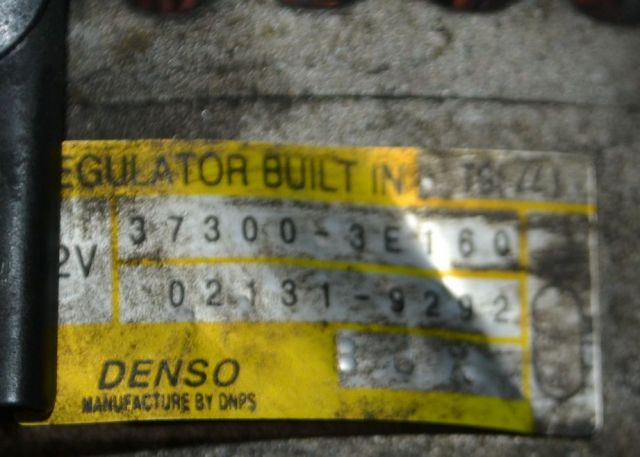 EGULATOR BUILT IN
2V
37300-3E160
02131-9292
DENSO
MANUFACTURE BY DNPS